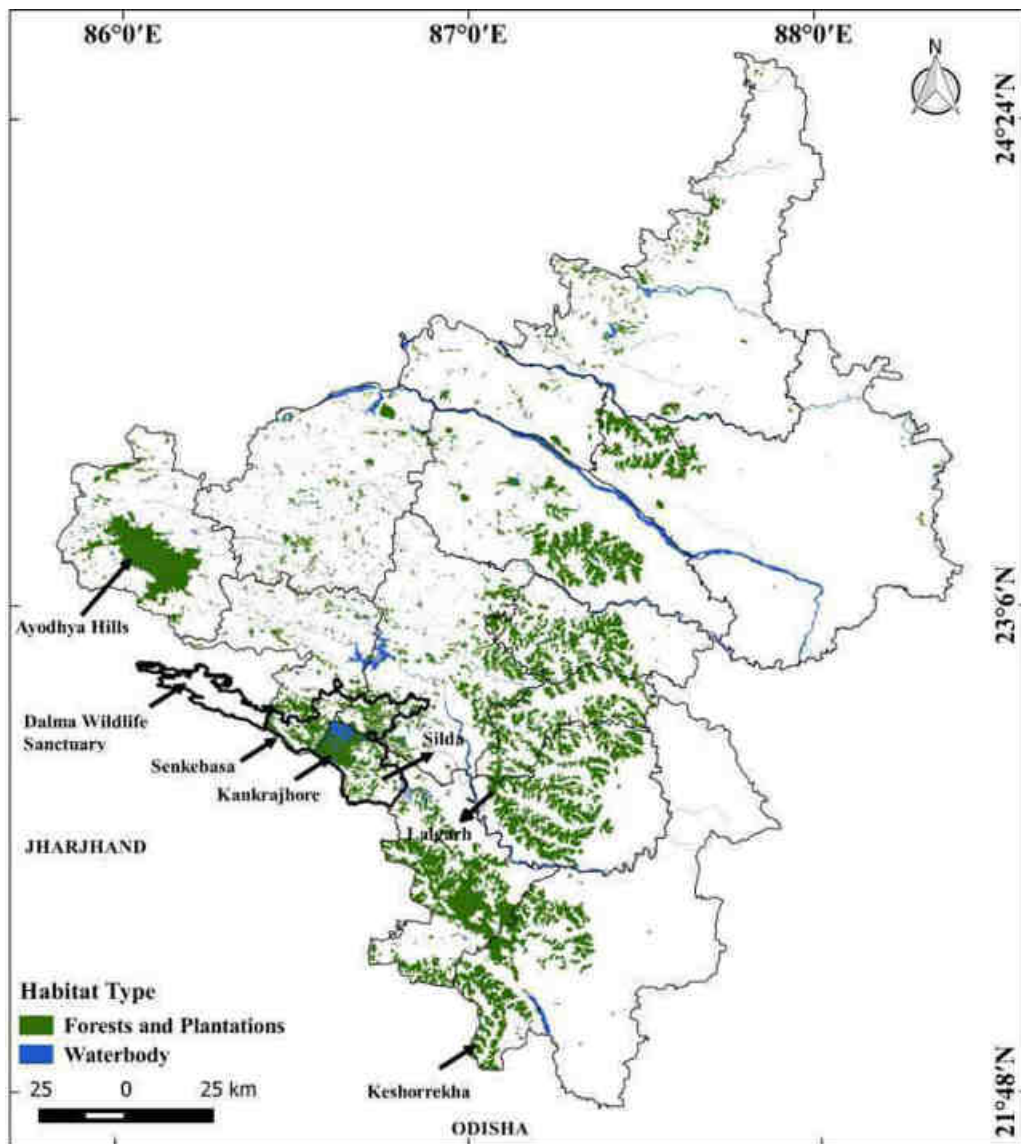 86°0′E
87°0′E
88°0′E
N
24°24′N
23°6′N
21°48′N
Ayodhya Hills
Dalma Wildlife
Sanctuary
Senkebasa
Kankrajhore
Silda
Lalgarh
JHARJHAND
Keshorrekha
ODISHA
Habitat Type
Forests and Plantations
Waterbody
25 0 25 km